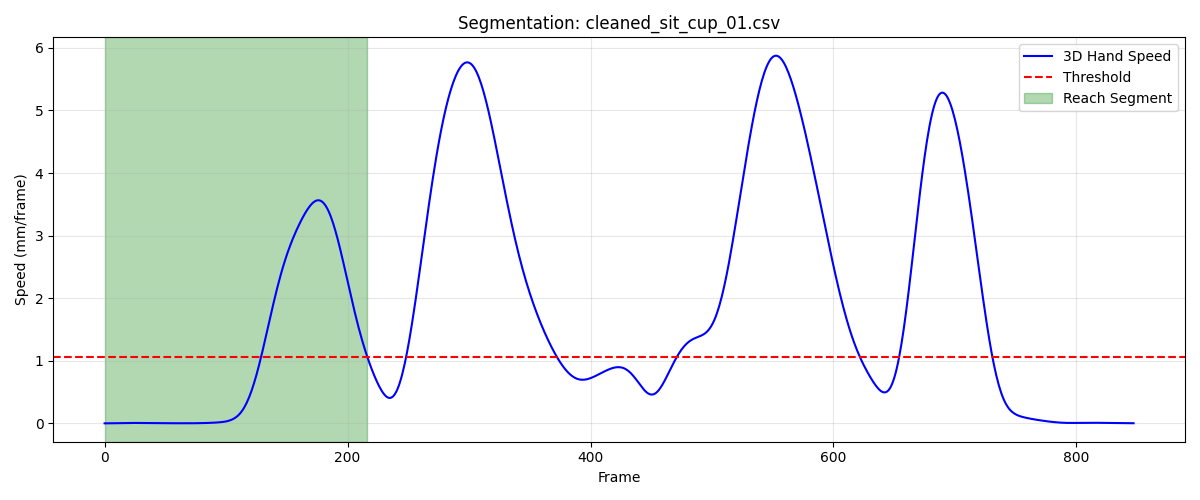 Segmentation: cleaned_sit_cup_01.csv
3D Hand Speed
Threshold
Reach Segment
Speed (mm/frame)
6
5
4
3
2
1
0
0 200 400 600 800
Frame